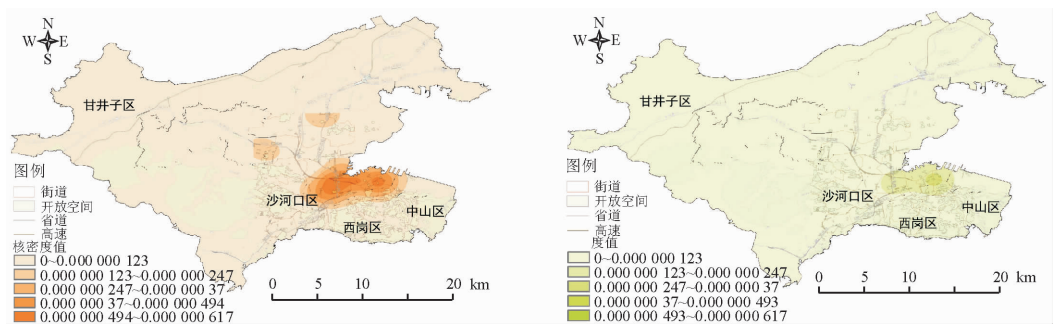 N
W E
S
甘井子区
图例
街道
开放空间
省道
高速
核密度值
0~0.000 000 123
0.000 000 123~0.000 000 247
0.000 000 247~0.000 000 37
0.000 000 37~0.000 000 494
0.000 000 494~0.000 000 617
沙河口区
中山区
西岗区
0 5 10 20 km
N
W E
S
甘井子区
图例
街道
开放空间
省道
高速
度值
0~0.000 000 123
0.000 000 123~0.000 000 247
0.000 000 247~0.000 000 37
0.000 000 37~0.000 000 493
0.000 000 493~0.000 000 617
沙河口区
中山区
西岗区
0 5 10 20 km